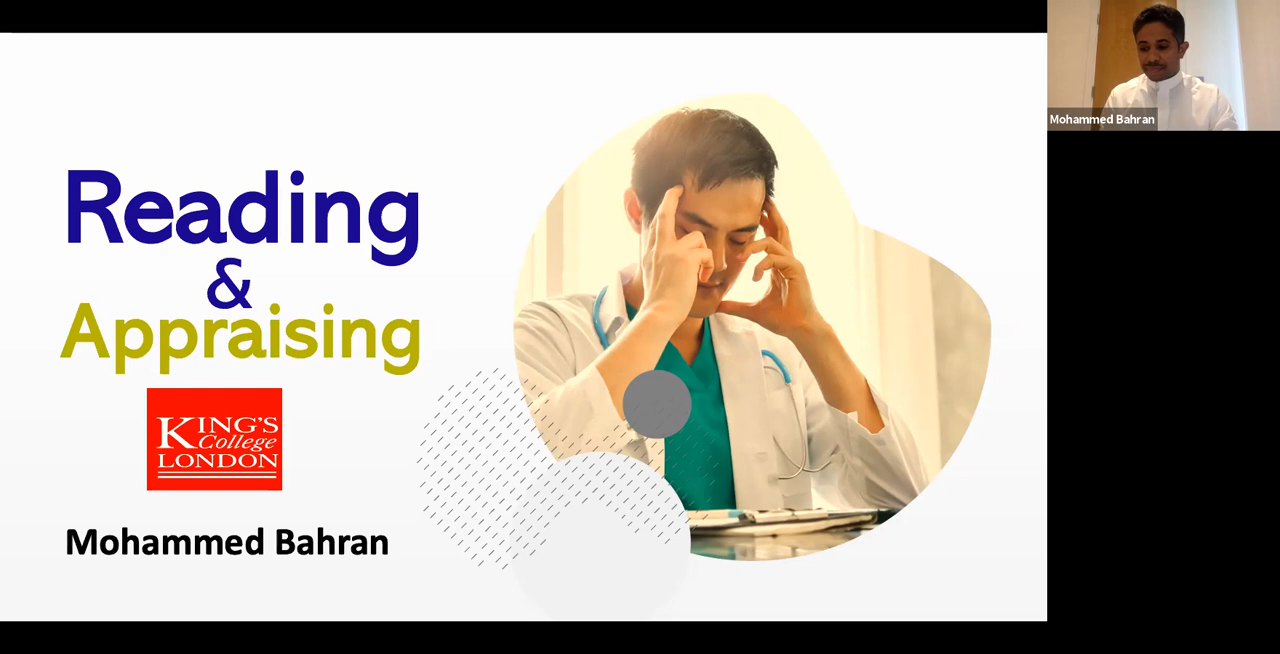 Reading
&
Appraising
KING'S
College
LONDON
Mohammed Bahran
Mohammed Bahran